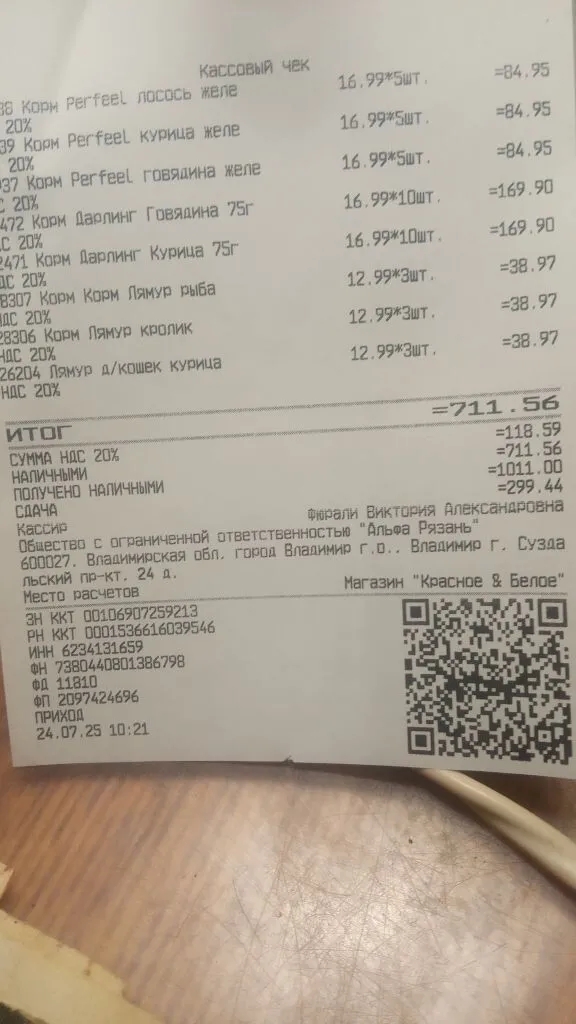 Кассовый чек
38 Корм Perfeel лосось желе 16.99*5шт. =84.95
20%
39 Корм Perfeel курица желе 16.99*5шт. =84.95
20%
937 Корм Perfeel говядина желе 16.99*5шт. =84.95
С 20%
472 Корм Дарлинг Говядина 75г 16.99*10шт. =169.90
ДС 20%
2471 Корм Дарлинг Курица 75г 16.99*10шт. =169.90
ДС 20%
8307 Корм Корм Лямур рыба 12.99*3шт. =38.97
НДС 20%
28306 Корм Лямур кролик 12.99*3шт. =38.97
НДС 20%
26204 Лямур д/кошек курица 12.99*3шт. =38.97
НДС 20%
ИТОГ =711.56
СУММА НДС 20% =118.59
НАЛИЧНЫМИ =711.56
ПОЛУЧЕНО НАЛИЧНЫМИ =1011.00
СДАЧА =299.44
Кассир Фюрали Виктория Александровна
Общество с ограниченной ответственностью "Альфа Рязань"
600027. Владимирская обл. город Владимир г.о.. Владимир г. Сузда
льский пр-кт. 24 д.
Место расчетов Магазин "Красное & Белое"
ЗН ККТ 00106907259213
РН ККТ 0001536616039546
ИНН 6234131659
ФН 7380440801386798
ФД 11810
ФП 2097424696
ПРИХОД
24.07.25 10:21